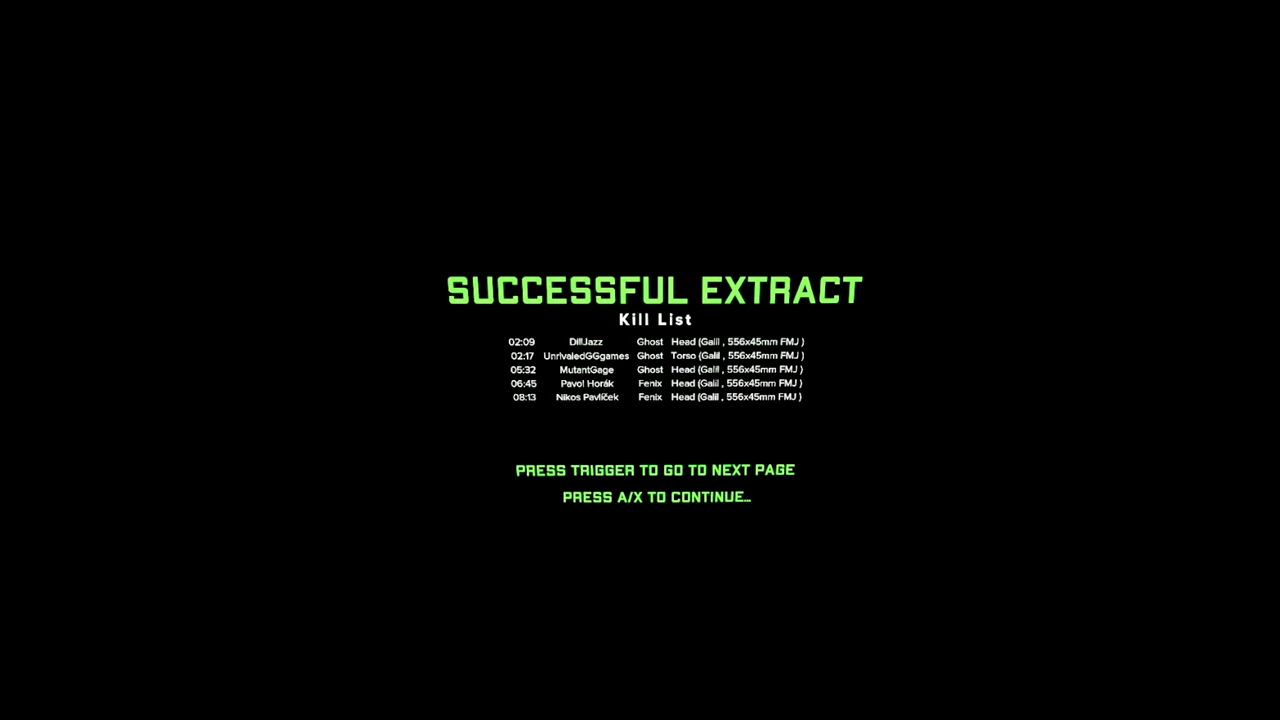 SUCCESSFUL EXTRACT
Kill List
02:09 DillJazz Ghost Head (Galil , 556x45mm FMJ )
02:17 UnrivaledGGgames Ghost Torso (Galil , 556x45mm FMJ )
05:32 MutantGage Ghost Head (Galil , 556x45mm FMJ )
06:45 Pavol Horák Fenix Head (Galil , 556x45mm FMJ )
08:13 Nikos Pavlíček Fenix Head (Galil , 556x45mm FMJ )
PRESS TRIGGER TO GO TO NEXT PAGE
PRESS A/X TO CONTINUE...